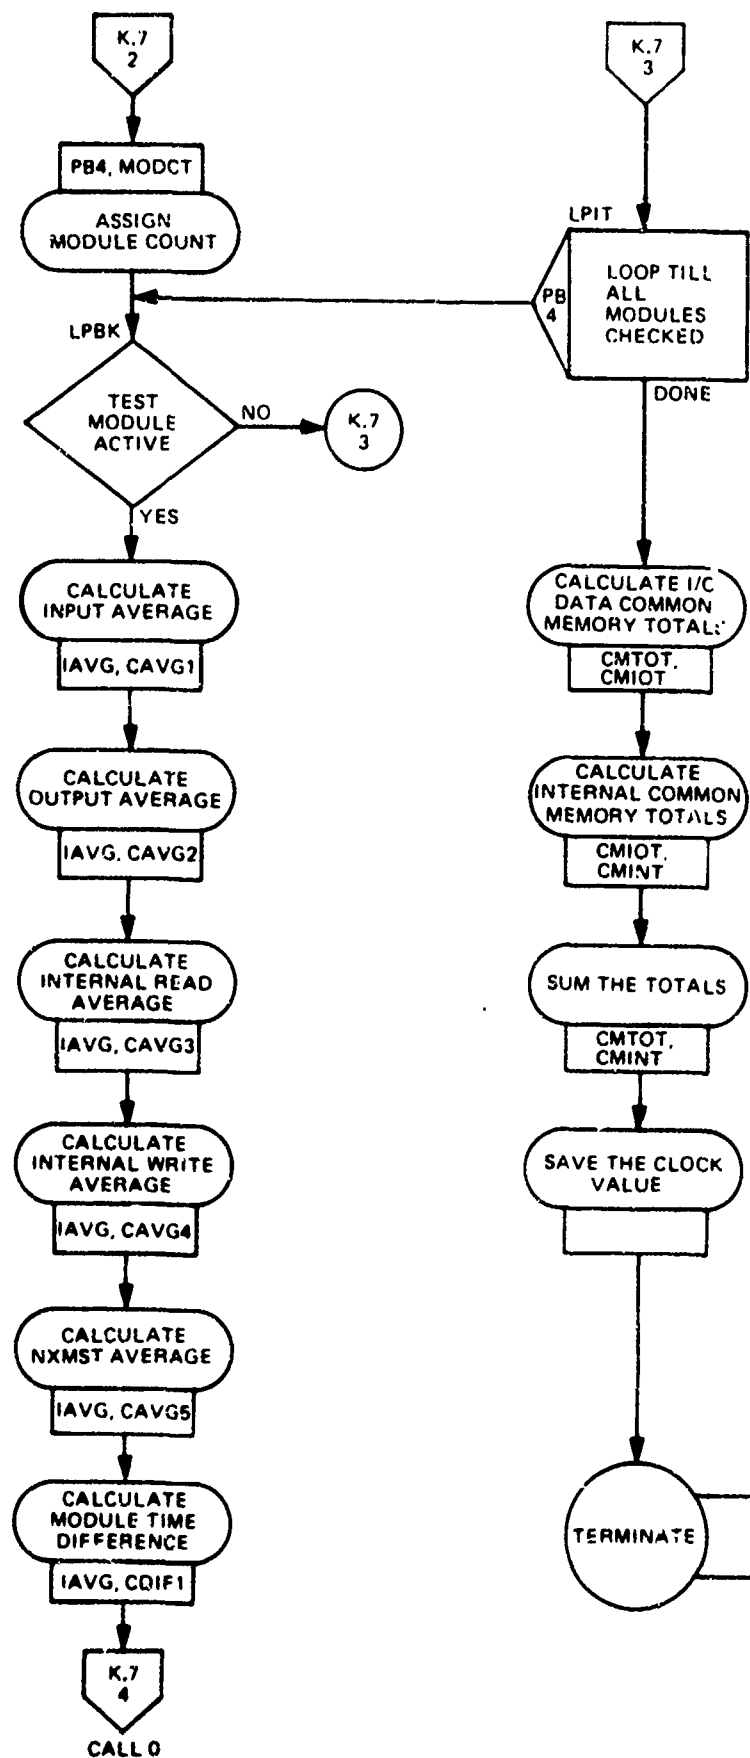 K.7
2
PB4, MODCT
ASSIGN
MODULE COUNT
LPBK
TEST
MODULE
ACTIVE
NO
K.7
3
YES
CALCULATE
INPUT AVERAGE
IAVG, CAVG1
CALCULATE
OUTPUT AVERAGE
IAVG, CAVG2
CALCULATE
INTERNAL READ
AVERAGE
IAVG, CAVG3
CALCULATE
INTERNAL WRITE
AVERAGE
IAVG, CAVG4
CALCULATE
NXMST AVERAGE
IAVG, CAVG5
CALCULATE
MODULE TIME
DIFFERENCE
IAVG, CDIF1
K.7
4
CALL 0
K.7
3
LPIT
PB
4
LOOP TILL
ALL
MODULES
CHECKED
DONE
CALCULATE I/C
DATA COMMON
MEMORY TOTALS
CMTOT,
CMIOT
CALCULATE
INTERNAL COMMON
MEMORY TOTALS
CMIOT,
CMINT
SUM THE TOTALS
CMTOT,
CMINT
SAVE THE CLOCK
VALUE
TERMINATE